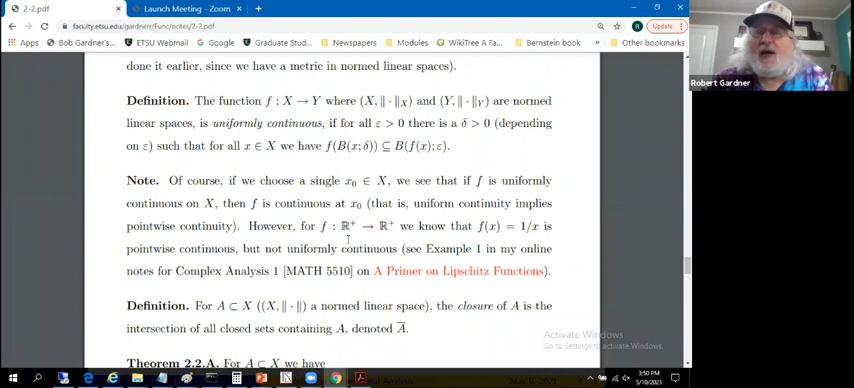 2-2.pdf
Launch Meeting - Zoom
faculty.etsu.edu/gardnerr/Func/notes/2-2.pdf
R
Update
Apps
Bob Gardner's
ETSU Webmail
Google
Graduate Stud...
Newspapers
Modules
WikiTree A Fa...
Bernstein book
Other bookmarks
Robert Gardner
done it earlier, since we have a metric in normed linear spaces).
Definition. The function f : X → Y where (X, ∥ · ∥X) and (Y, ∥ · ∥Y) are normed
linear spaces, is uniformly continuous, if for all ε > 0 there is a δ > 0 (depending
on ε) such that for all x ∈ X we have f(B(x; δ)) ⊆ B(f(x); ε).
Note. Of course, if we choose a single x₀ ∈ X, we see that if f is uniformly
continuous on X, then f is continuous at x₀ (that is, uniform continuity implies
pointwise continuity). However, for f : ℝ⁺ → ℝ⁺ we know that f(x) = 1/x is
pointwise continuous, but not uniformly continuous (see Example 1 in my online
notes for Complex Analysis 1 [MATH 5510] on A Primer on Lipschitz Functions).
Definition. For A ⊂ X ((X, ∥ · ∥) a normed linear space), the closure of A is the
intersection of all closed sets containing A, denoted A̅.
Activate Windows
Go to Settings to activate Windows.
Theorem 2.2.A. For A ⊂ X we have
3:50 PM
5/10/2021